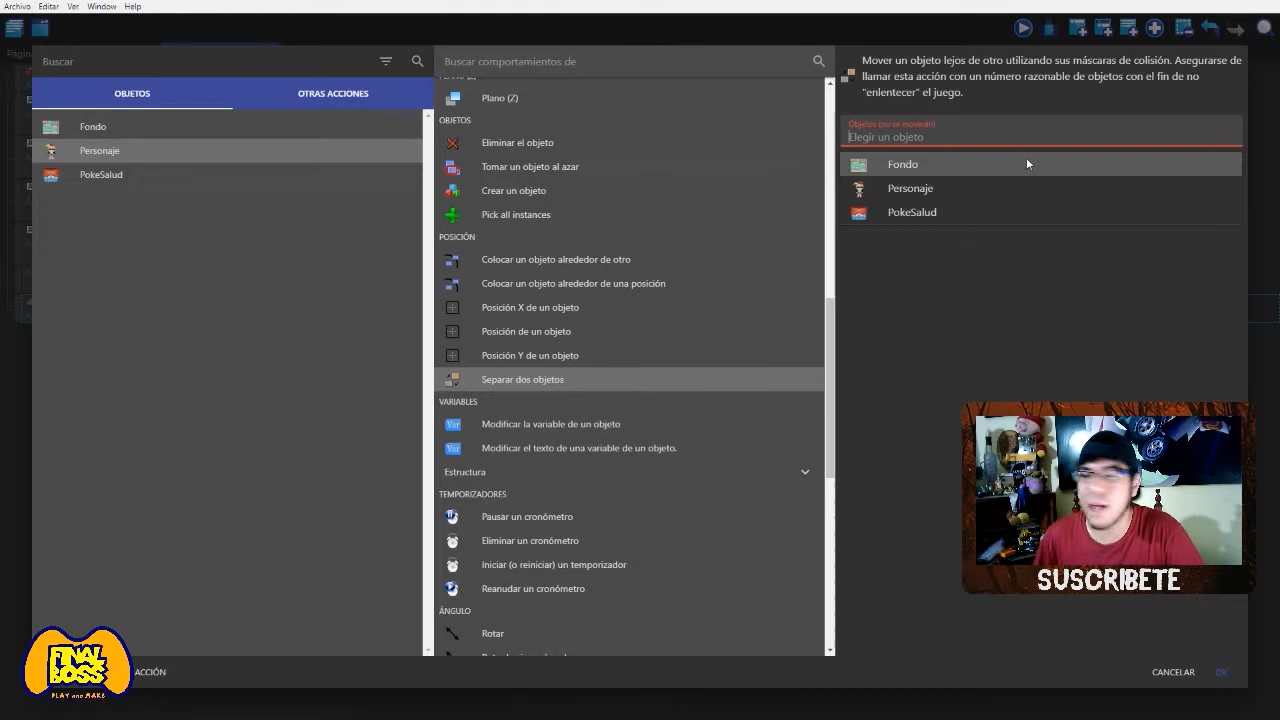 Archivo Editar Ver Window Help
Buscar
OBJETOS
OTRAS ACCIONES
Fondo
Personaje
PokeSalud
Buscar comportamientos de
Plano (Z)
OBJETOS
Eliminar el objeto
Tomar un objeto al azar
Crear un objeto
Pick all instances
POSICIÓN
Colocar un objeto alrededor de otro
Colocar un objeto alrededor de una posición
Posición X de un objeto
Posición de un objeto
Posición Y de un objeto
Separar dos objetos
VARIABLES
Modificar la variable de un objeto
Modificar el texto de una variable de un objeto.
Estructura
TEMPORIZADORES
Pausar un cronómetro
Eliminar un cronómetro
Iniciar (o reiniciar) un temporizador
Reanudar un cronómetro
ÁNGULO
Rotar
Mover un objeto lejos de otro utilizando sus máscaras de colisión. Asegurarse de
llamar esta acción con un número razonable de objetos con el fin de no
"enlentecer" el juego.
Objetos (no se moverán)
Elegir un objeto
Fondo
Personaje
PokeSalud
SUSCRIBETE
FINAL
BOSS
PLAY and MAKE
ACCIÓN
CANCELAR
OK